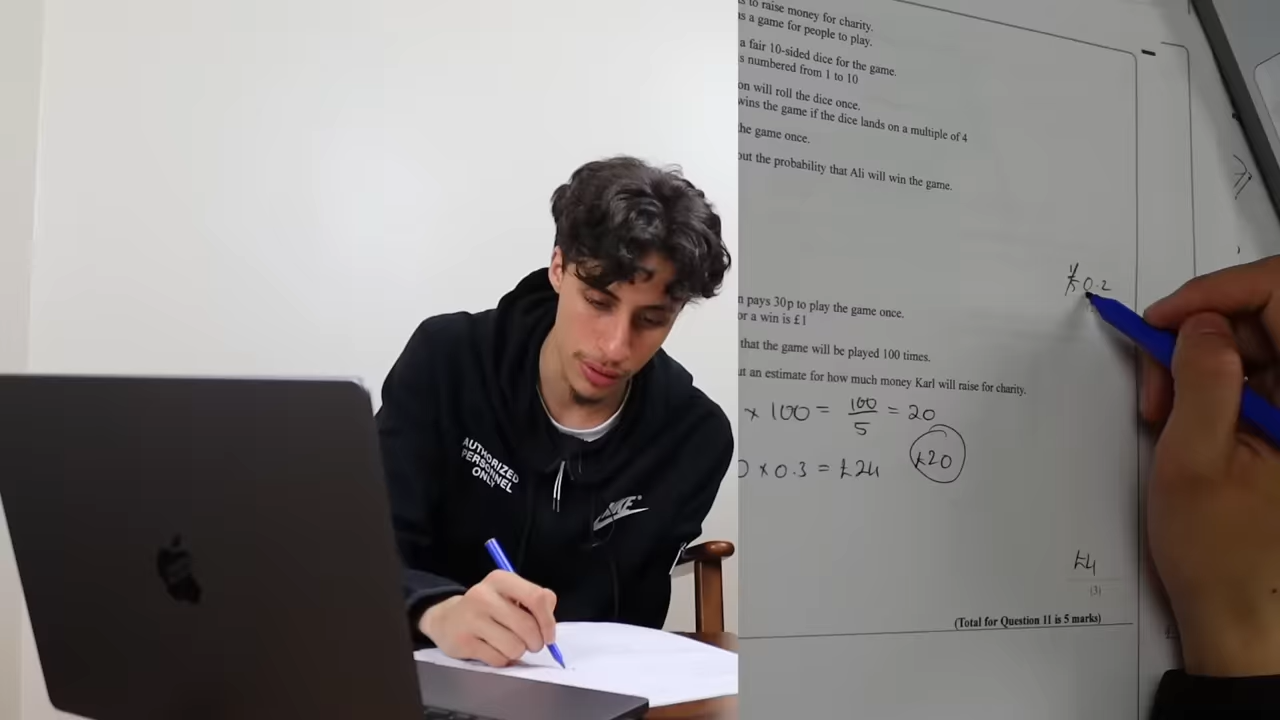 AUTHORIZED
PERSONNEL
ONLY
NIKE
s to raise money for charity.
s a game for people to play.
a fair 10-sided dice for the game.
s numbered from 1 to 10
on will roll the dice once.
wins the game if the dice lands on a multiple of 4
he game once.
out the probability that Ali will win the game.
0.2
n pays 30p to play the game once.
or a win is £1
that the game will be played 100 times.
ut an estimate for how much money Karl will raise for charity.
× 100 = 100/5 = 20
0 × 0.3 = £24
£20
£4
(3)
(Total for Question 11 is 5 marks)